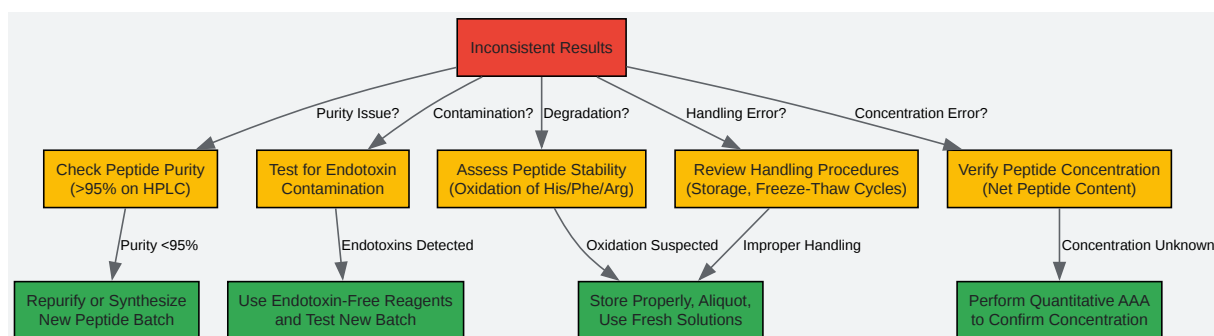 Inconsistent Results
Purity Issue?
Contamination?
Degradation?
Handling Error?
Concentration Error?
Check Peptide Purity
(>95% on HPLC)
Test for Endotoxin
Contamination
Assess Peptide Stability
(Oxidation of His/Phe/Arg)
Review Handling Procedures
(Storage, Freeze-Thaw Cycles)
Verify Peptide Concentration
(Net Peptide Content)
Purity <95%
Endotoxins Detected
Oxidation Suspected
Improper Handling
Concentration Unknown
Repurify or Synthesize
New Peptide Batch
Use Endotoxin-Free Reagents
and Test New Batch
Store Properly, Aliquot,
Use Fresh Solutions
Perform Quantitative AAA
to Confirm Concentration